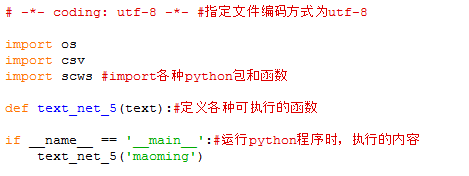 # -*- coding: utf-8 -*- #指定文件编码方式为utf-8
import os
import csv
import scws #import各种python包和函数
def text_net_5(text):#定义各种可执行的函数
if __name__ == '__main__':#运行python程序时，执行的内容
    text_net_5('maoming')